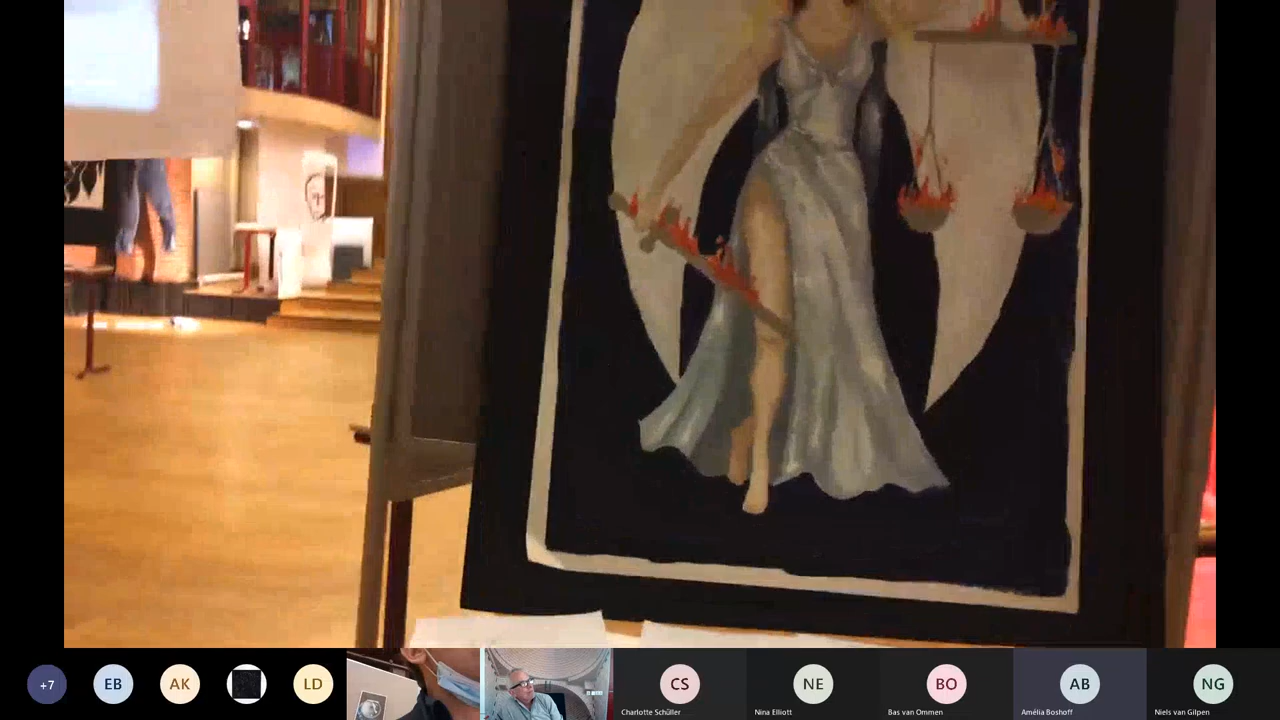 +7
EB
AK
LD
CS
Charlotte Schüller
NE
Nina Elliott
BO
Bas van Ommen
AB
Amélia Boshoff
NG
Niels van Gilpen